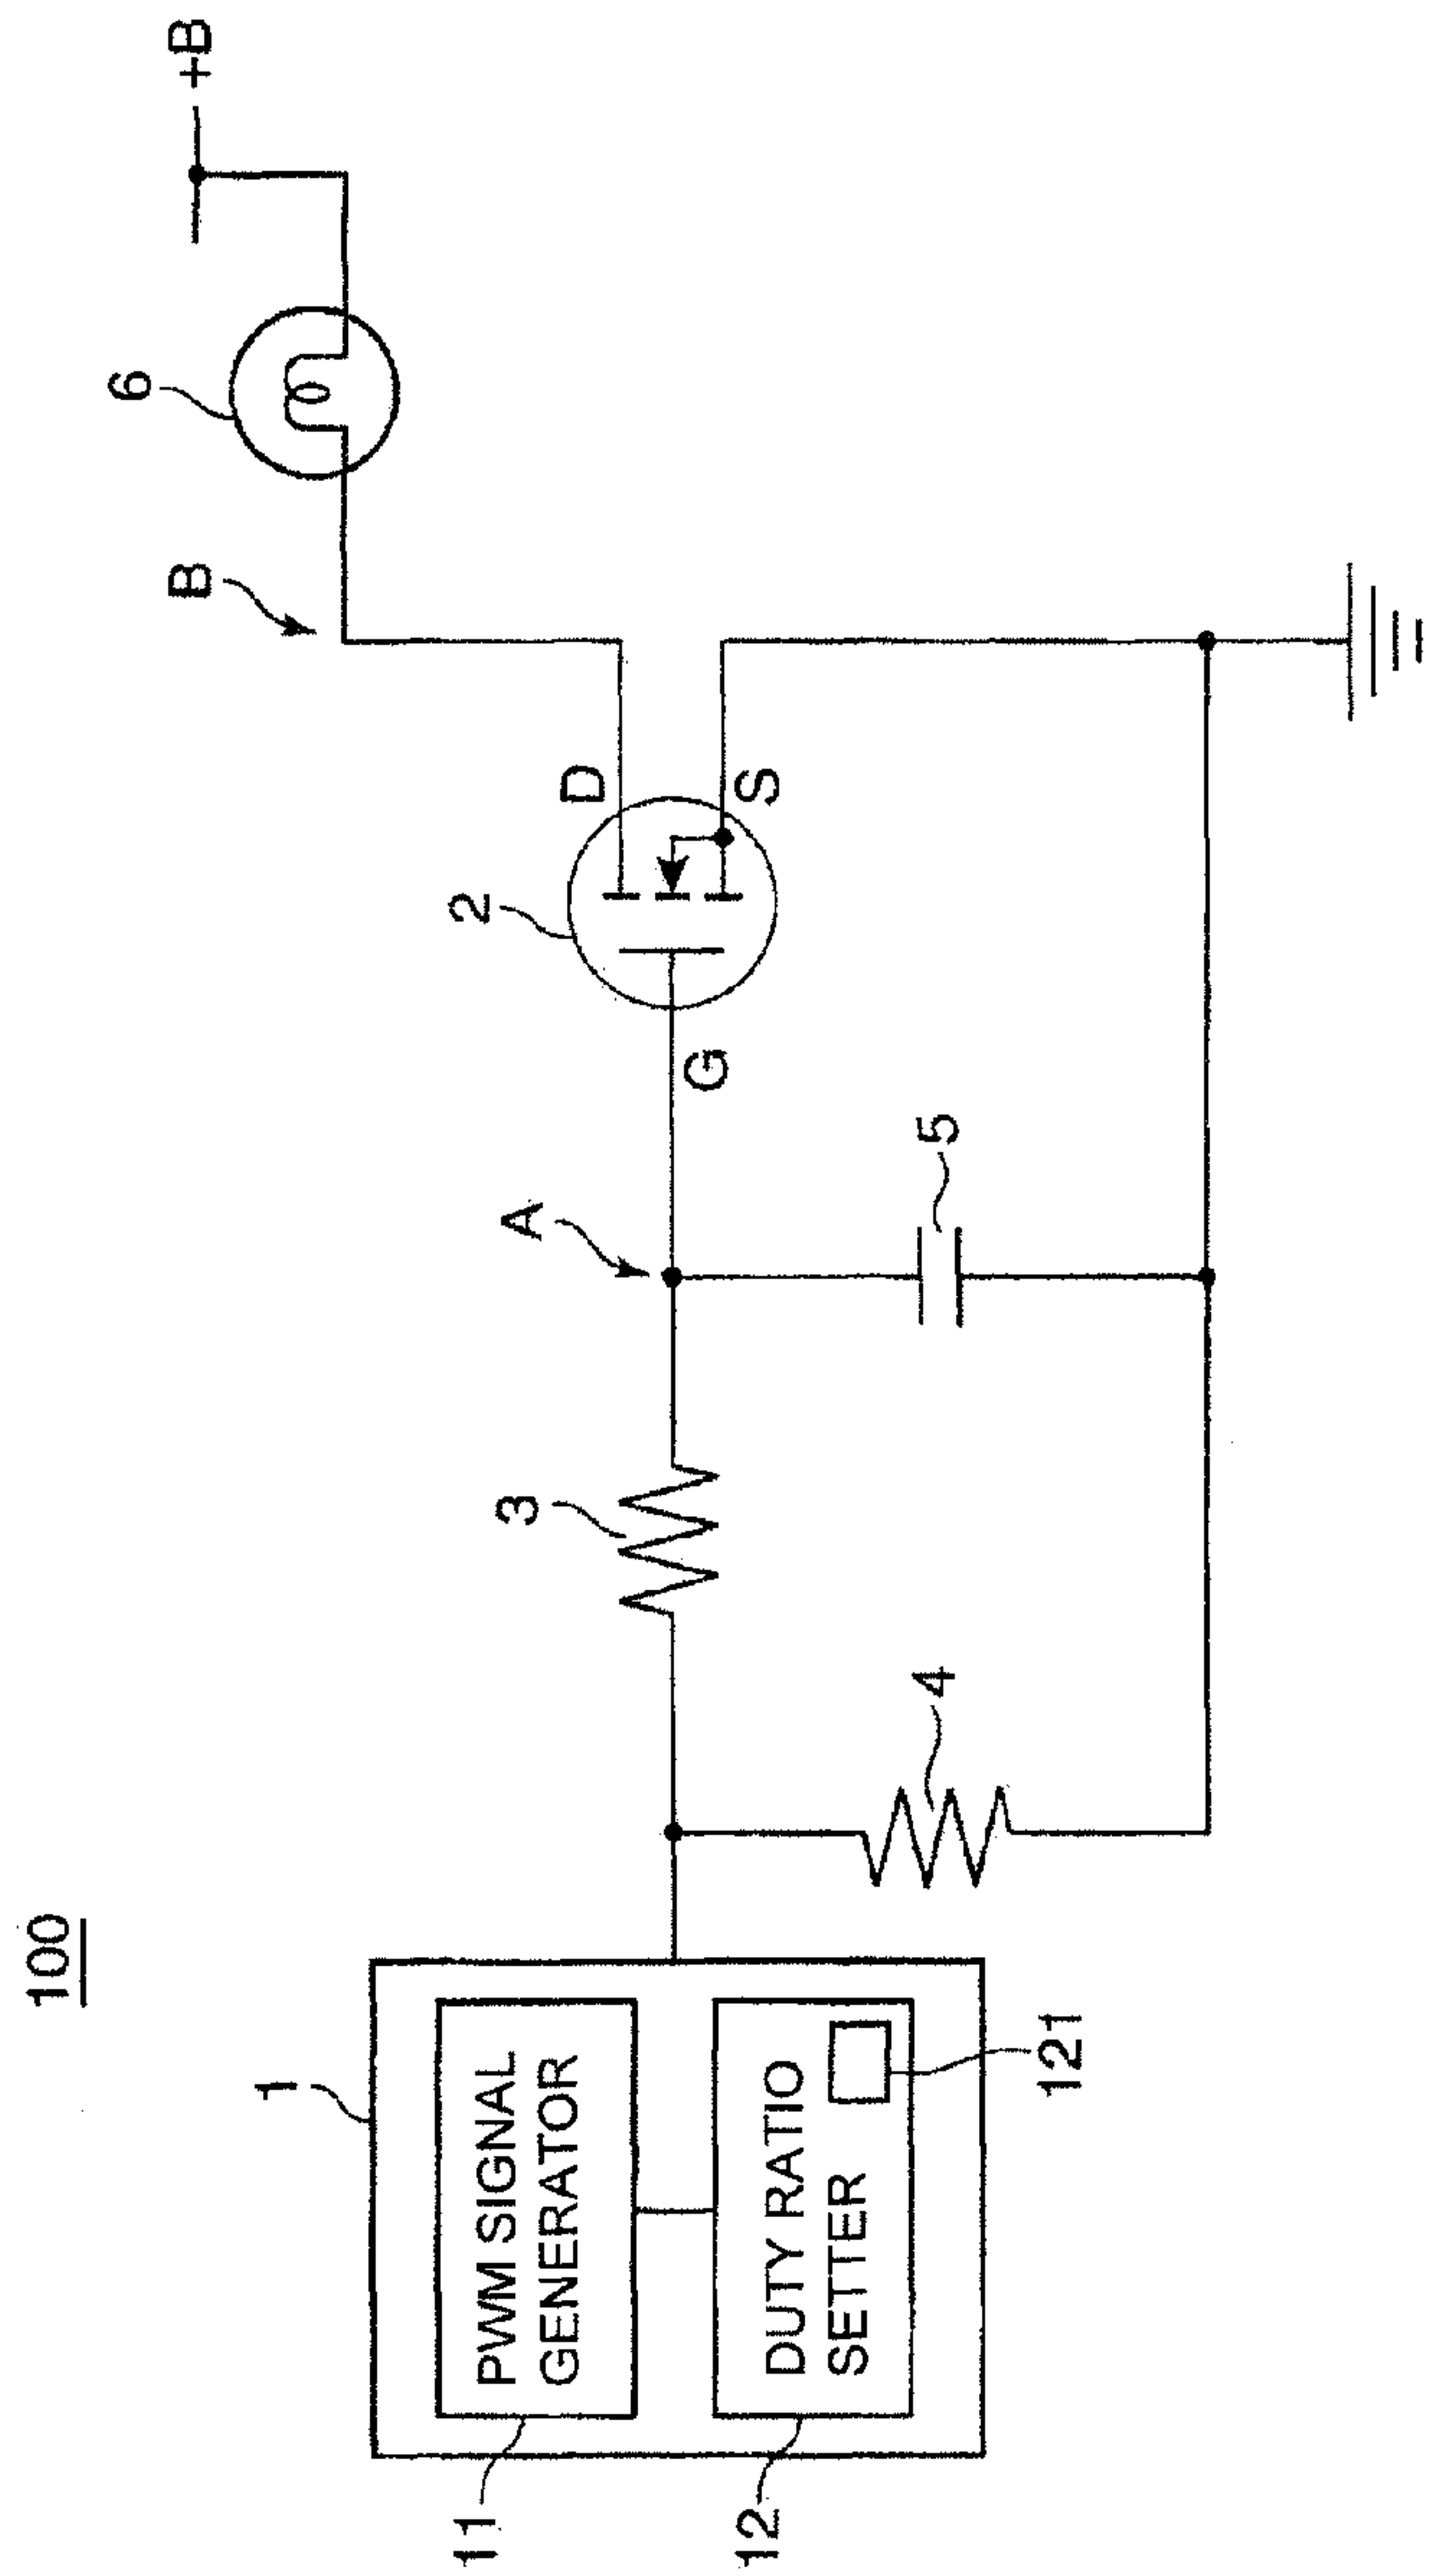 100
1
11
PWM SIGNAL
GENERATOR
12
DUTY RATIO
SETTER
121
4
3
A
5
G
2
D
S
B
6
+B